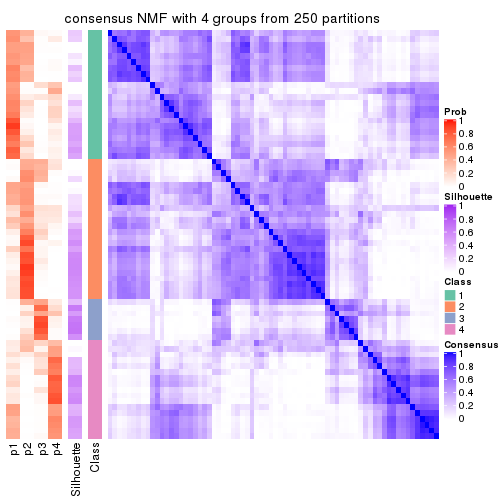 consensus NMF with 4 groups from 250 partitions
Prob
1
0.8
0.6
0.4
0.2
0
Silhouette
1
0.8
0.6
0.4
0.2
0
Class
1
2
3
4
Consensus
1
0.8
0.6
0.4
0.2
0
p1
p2
p3
p4
Silhouette
Class